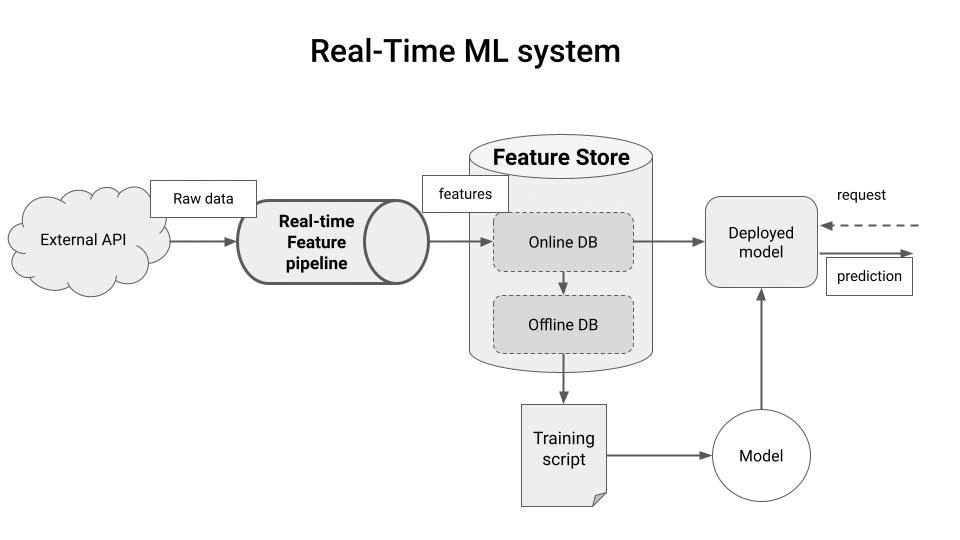 Real-Time ML system
Feature Store
Raw data
features
request
External API
Real-time
Feature
pipeline
Online DB
Deployed
model
prediction
Offline DB
Training
script
Model